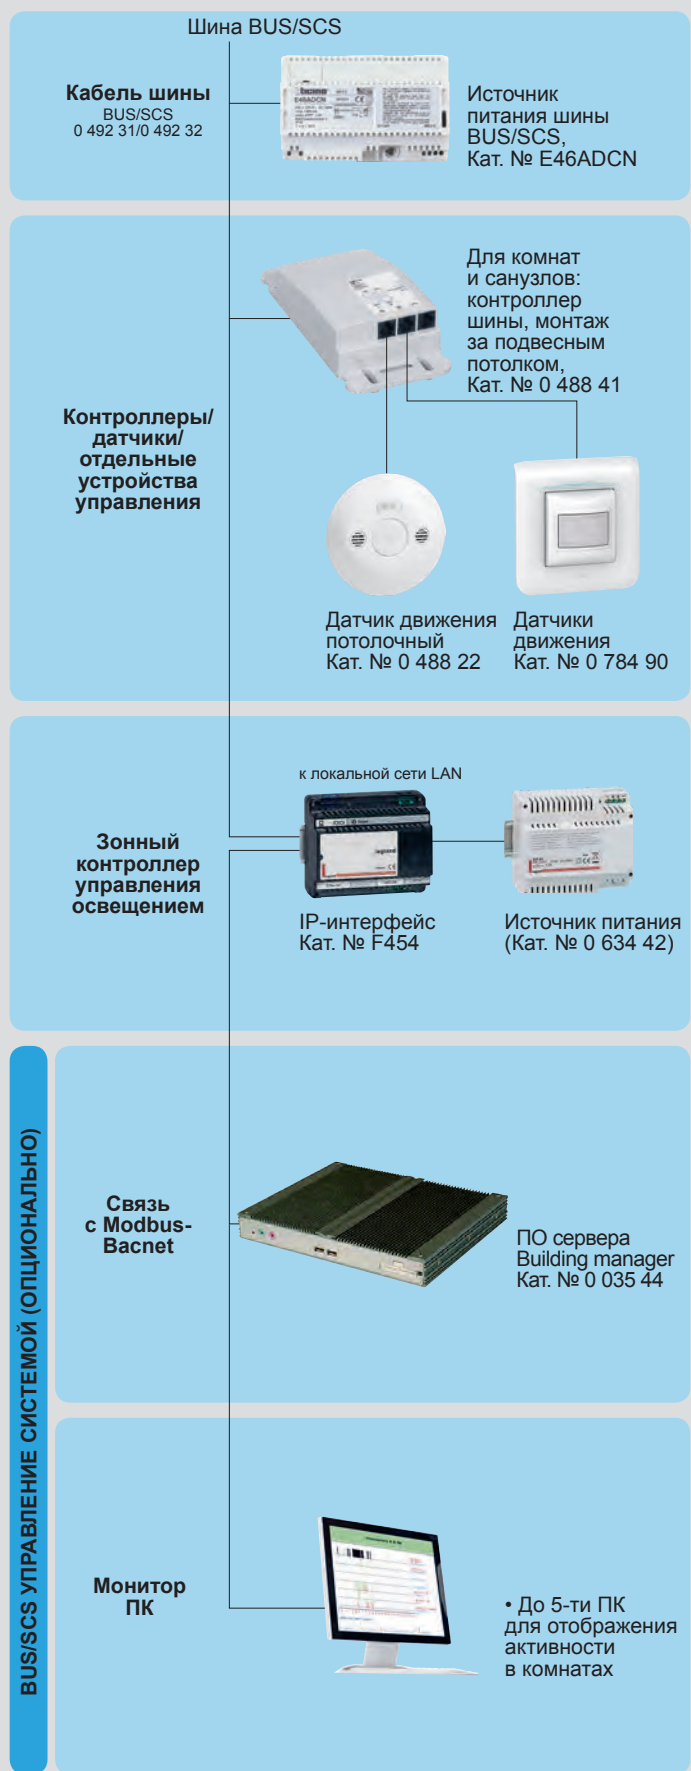 Шина BUS/SCS
Кабель шины
BUS/SCS
0 492 31/0 492 32
bticino
E46ADCN
Источник
питания шины
BUS/SCS,
Кат. № E46ADCN
Для комнат
и санузлов:
контроллер
шины, монтаж
за подвесным
потолком,
Кат. № 0 488 41
Контроллеры/
датчики/
отдельные
устройства
управления
Датчик движения
потолочный
Кат. № 0 488 22
Датчики
движения
Кат. № 0 784 90
к локальной сети LAN
Зонный
контроллер
управления
освещением
legrand
IP-интерфейс
Кат. № F454
Источник питания
(Кат. № 0 634 42)
BUS/SCS УПРАВЛЕНИЕ СИСТЕМОЙ (ОПЦИОНАЛЬНО)
Связь
с Modbus-
Bacnet
ПО сервера
Building manager
Кат. № 0 035 44
Монитор
ПК
• До 5-ти ПК
для отображения
активности
в комнатах